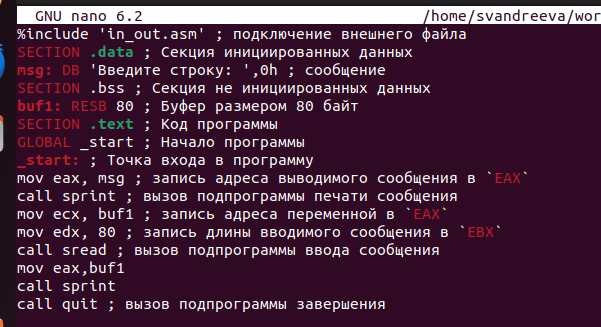 GNU nano 6.2 /home/svandreeva/wor
%include 'in_out.asm' ; подключение внешнего файла
SECTION .data ; Секция инициированных данных
msg: DB 'Введите строку: ',0h ; сообщение
SECTION .bss ; Секция не инициированных данных
buf1: RESB 80 ; Буфер размером 80 байт
SECTION .text ; Код программы
GLOBAL _start ; Начало программы
_start: ; Точка входа в программу
mov eax, msg ; запись адреса выводимого сообщения в `EAX`
call sprint ; вызов подпрограммы печати сообщения
mov ecx, buf1 ; запись адреса переменной в `EAX`
mov edx, 80 ; запись длины вводимого сообщения в `EBX`
call sread ; вызов подпрограммы ввода сообщения
mov eax,buf1
call sprint
call quit ; вызов подпрограммы завершения